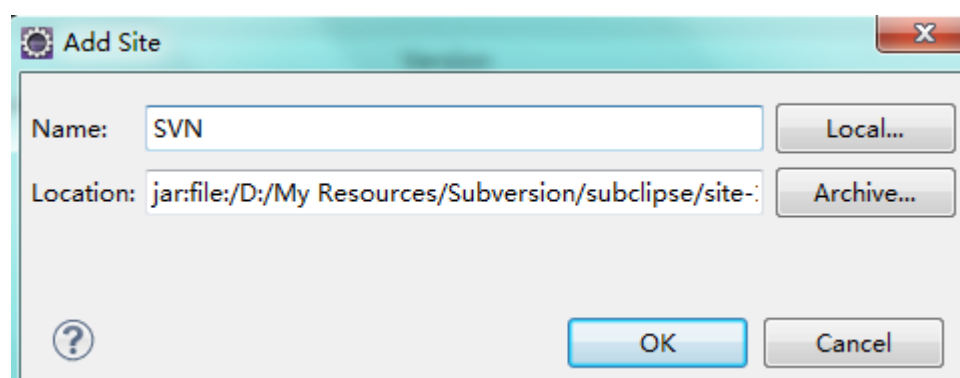 Add Site
Name: SVN Local...
Location: jar:file:/D:/My Resources/Subversion/subclipse/site- Archive...
OK Cancel